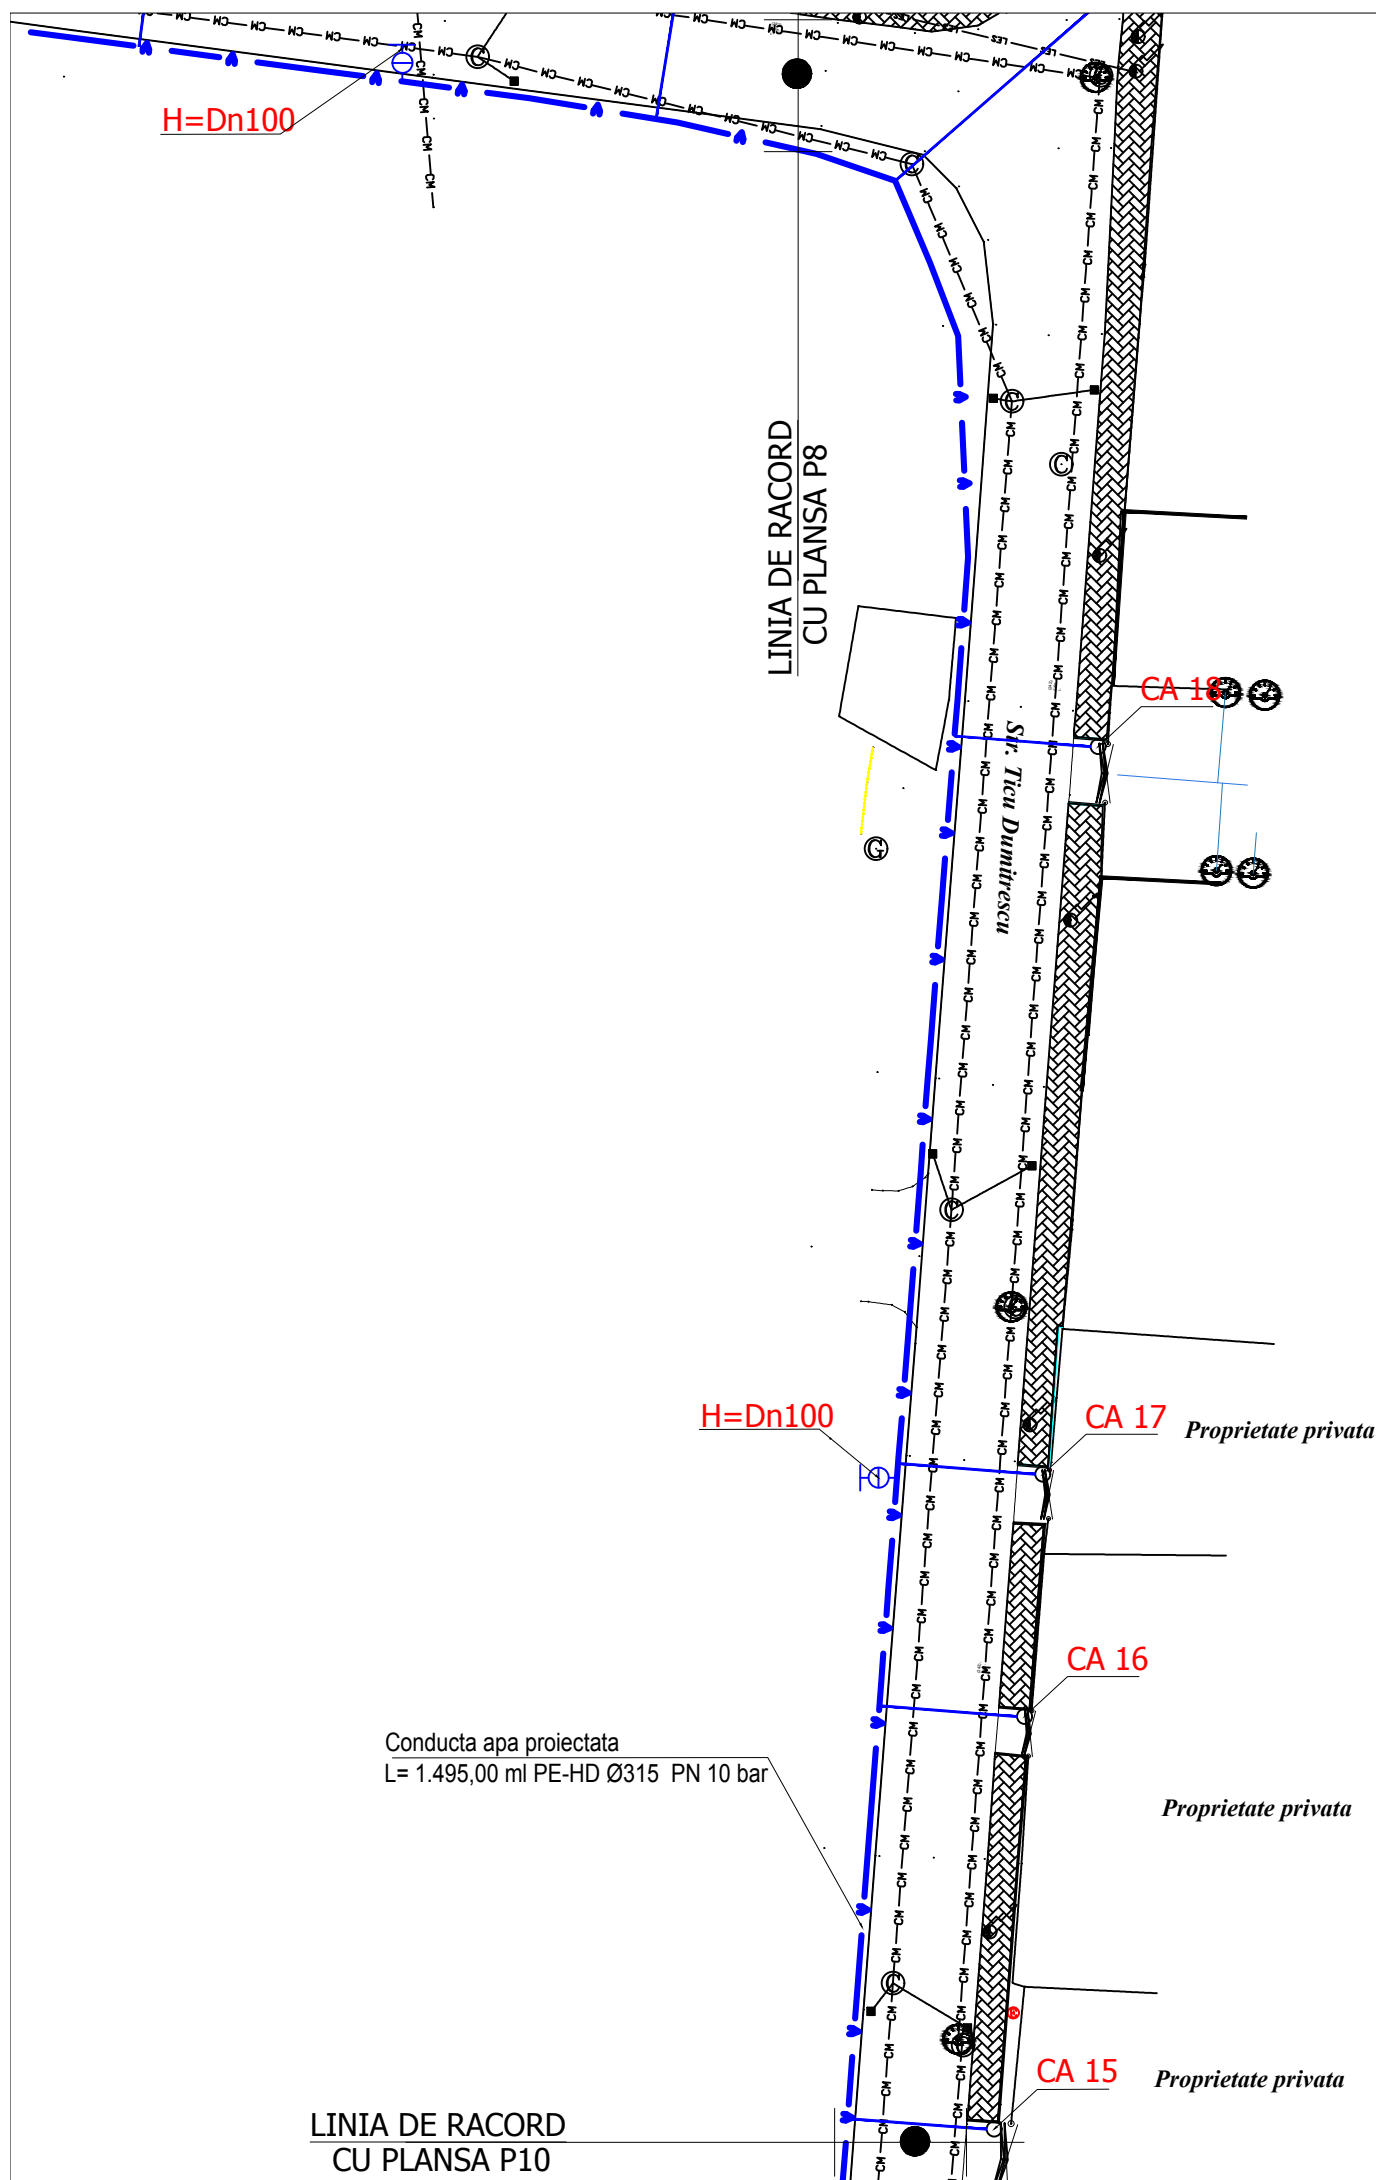 H=Dn100
LINIA DE RACORD
CU PLANSA P8
CA 18
Str. Ticu Dumitrescu
H=Dn100
CA 17
Proprietate privata
CA 16
Conducta apa proiectata
L= 1.495,00 ml PE-HD Ø315 PN 10 bar
Proprietate privata
CA 15
Proprietate privata
LINIA DE RACORD
CU PLANSA P10